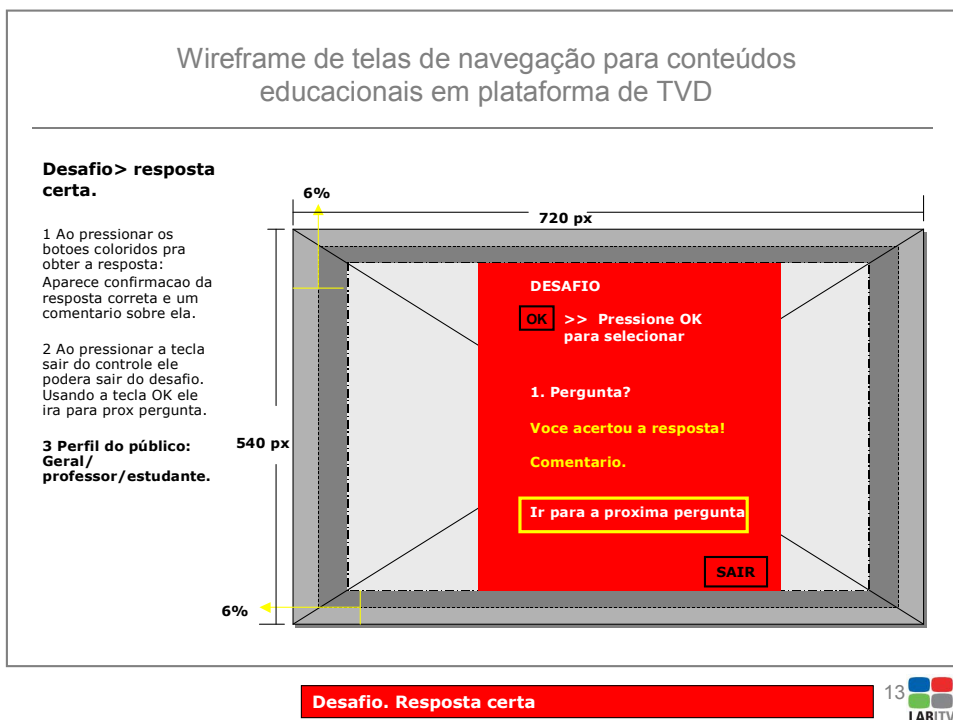 Wireframe de telas de navegação para conteúdos
educacionais em plataforma de TVD
Desafio> resposta
certa.
1 Ao pressionar os
botoes coloridos pra
obter a resposta:
Aparece confirmacao da
resposta correta e um
comentario sobre ela.
2 Ao pressionar a tecla
sair do controle ele
podera sair do desafio.
Usando a tecla OK ele
ira para prox pergunta.
3 Perfil do público:
Geral/
professor/estudante.
6%
720 px
540 px
6%
DESAFIO
OK >> Pressione OK
para selecionar
1. Pergunta?
Voce acertou a resposta!
Comentario.
Ir para a proxima pergunta
SAIR
Desafio. Resposta certa
13
LABITV